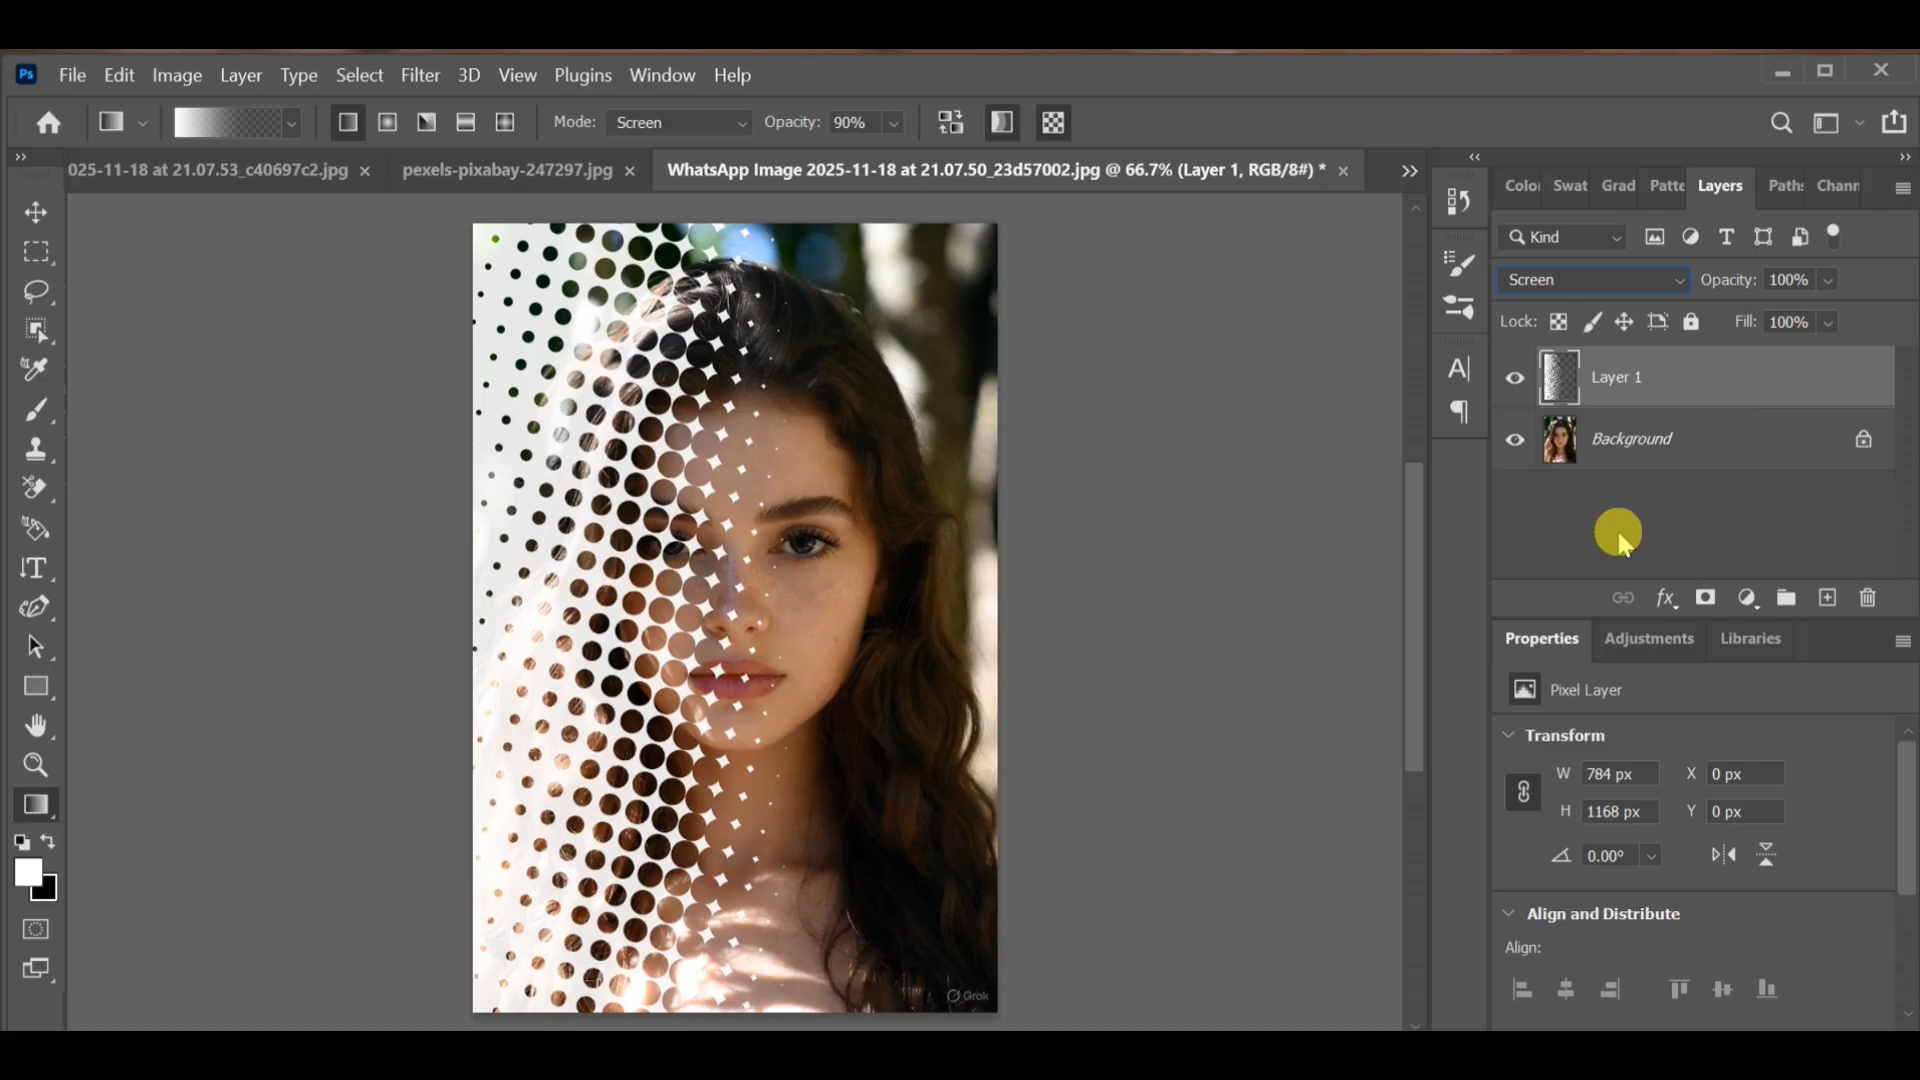 Ps File Edit Image Layer Type Select Filter 3D View Plugins Window Help
Mode: Screen Opacity: 90%
025-11-18 at 21.07.53_c40697c2.jpg × pexels-pixabay-247297.jpg × WhatsApp Image 2025-11-18 at 21.07.50_23d57002.jpg @ 66.7% (Layer 1, RGB/8#) * ×
Colo Swat Grad Patte Layers Paths Chann
Kind
Screen Opacity: 100%
Lock: Fill: 100%
Layer 1
Background
fx
Properties Adjustments Libraries
Pixel Layer
Transform
W 784 px X 0 px
H 1168 px Y 0 px
0.00°
Align and Distribute
Align:
Grok